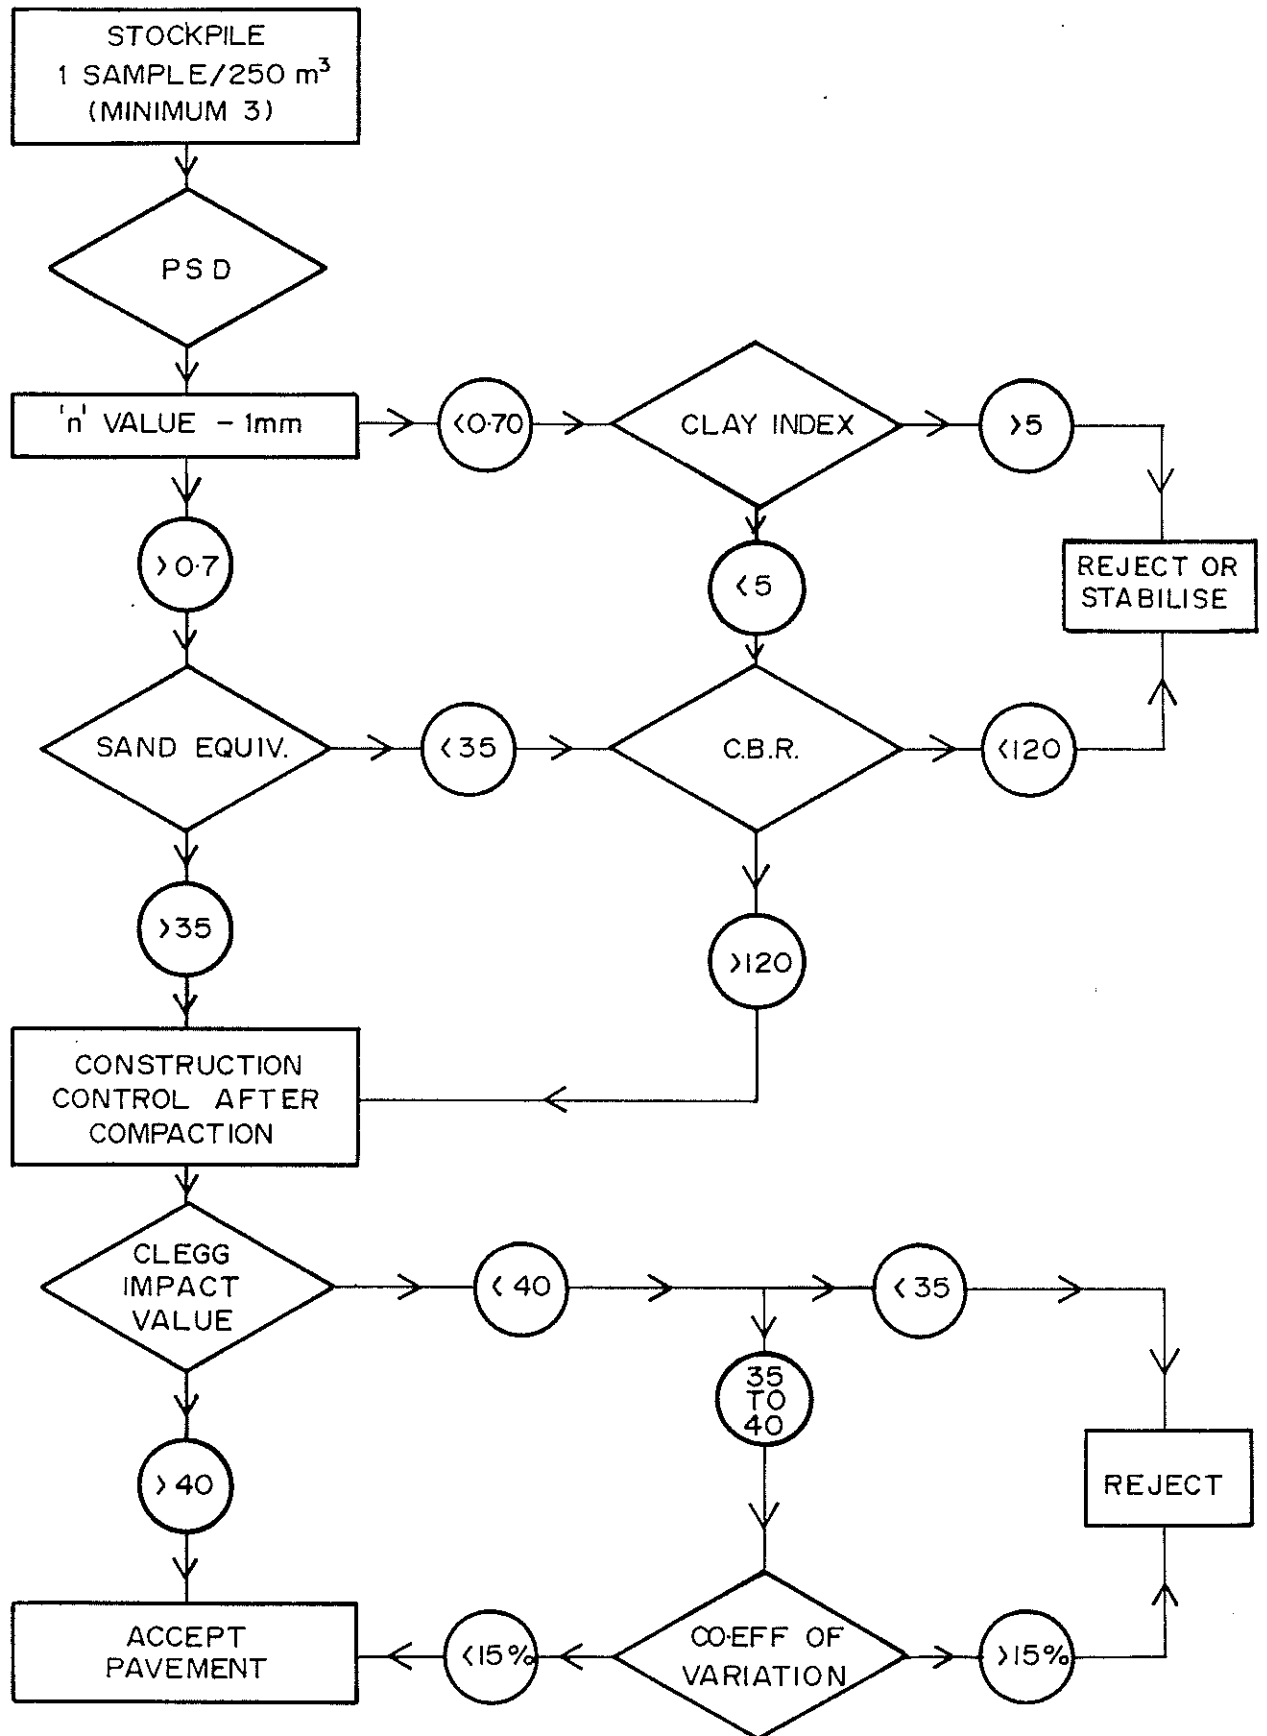 STOCKPILE
1 SAMPLE/250 m³
(MINIMUM 3)
PSD
'n' VALUE - 1mm
<0·70
CLAY INDEX
>5
>0·7
<5
REJECT OR
STABILISE
SAND EQUIV.
<35
C.B.R.
<120
>35
>120
CONSTRUCTION
CONTROL AFTER
COMPACTION
CLEGG
IMPACT
VALUE
<40
<35
35
TO
40
>40
REJECT
ACCEPT
PAVEMENT
<15%
CO-EFF OF
VARIATION
>15%